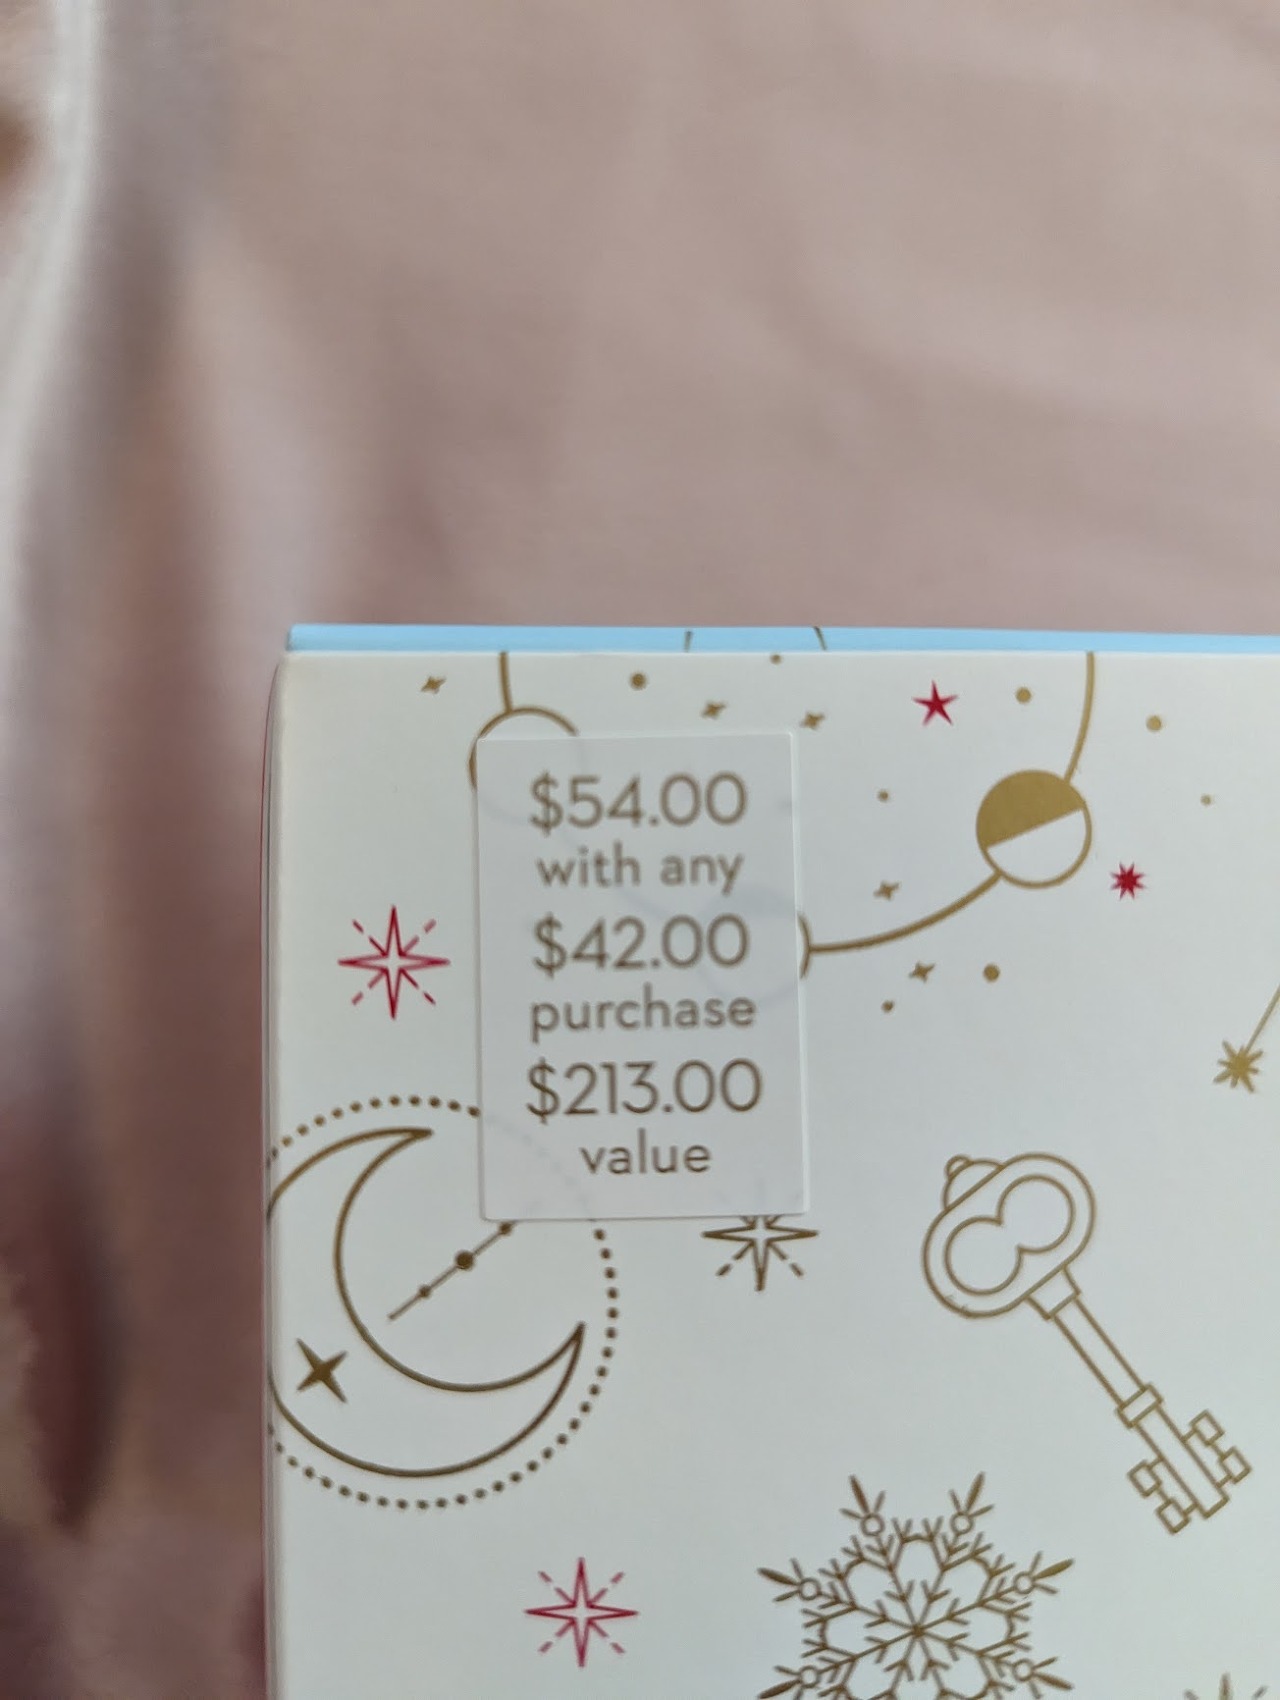 $54.00
with any
$42.00
purchase
$213.00
value